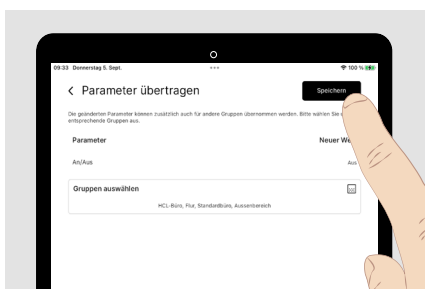 09:33 Donnerstag 5. Sept.
100 %
Parameter übertragen
Speichern
Die geänderten Parameter können zusätzlich auch für andere Gruppen übernommen werden. Bitte wählen Sie
entsprechende Gruppen aus.
Parameter Neuer
An/Aus Aus
Gruppen auswählen
HCL-Büro, Flur, Standardbüro, Aussenbereich